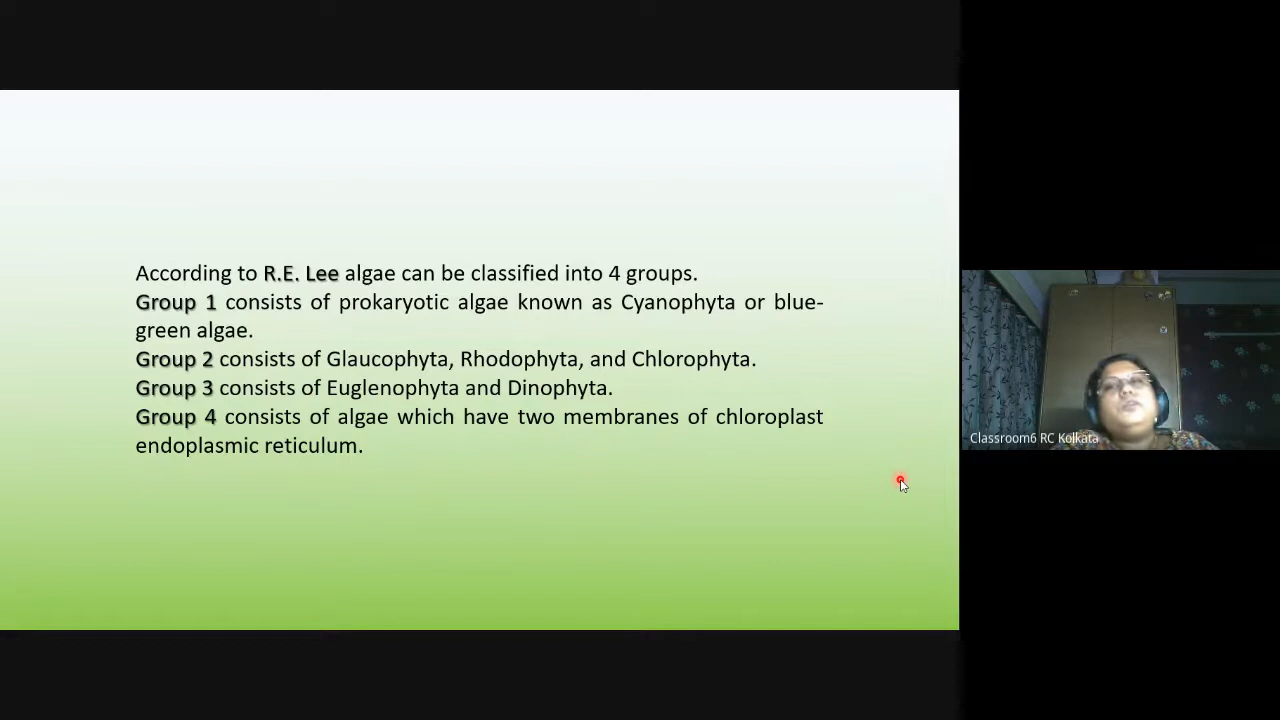 According to R.E. Lee algae can be classified into 4 groups.
Group 1 consists of prokaryotic algae known as Cyanophyta or blue-
green algae.
Group 2 consists of Glaucophyta, Rhodophyta, and Chlorophyta.
Group 3 consists of Euglenophyta and Dinophyta.
Group 4 consists of algae which have two membranes of chloroplast
endoplasmic reticulum.
Classroom6 RC Kolkata